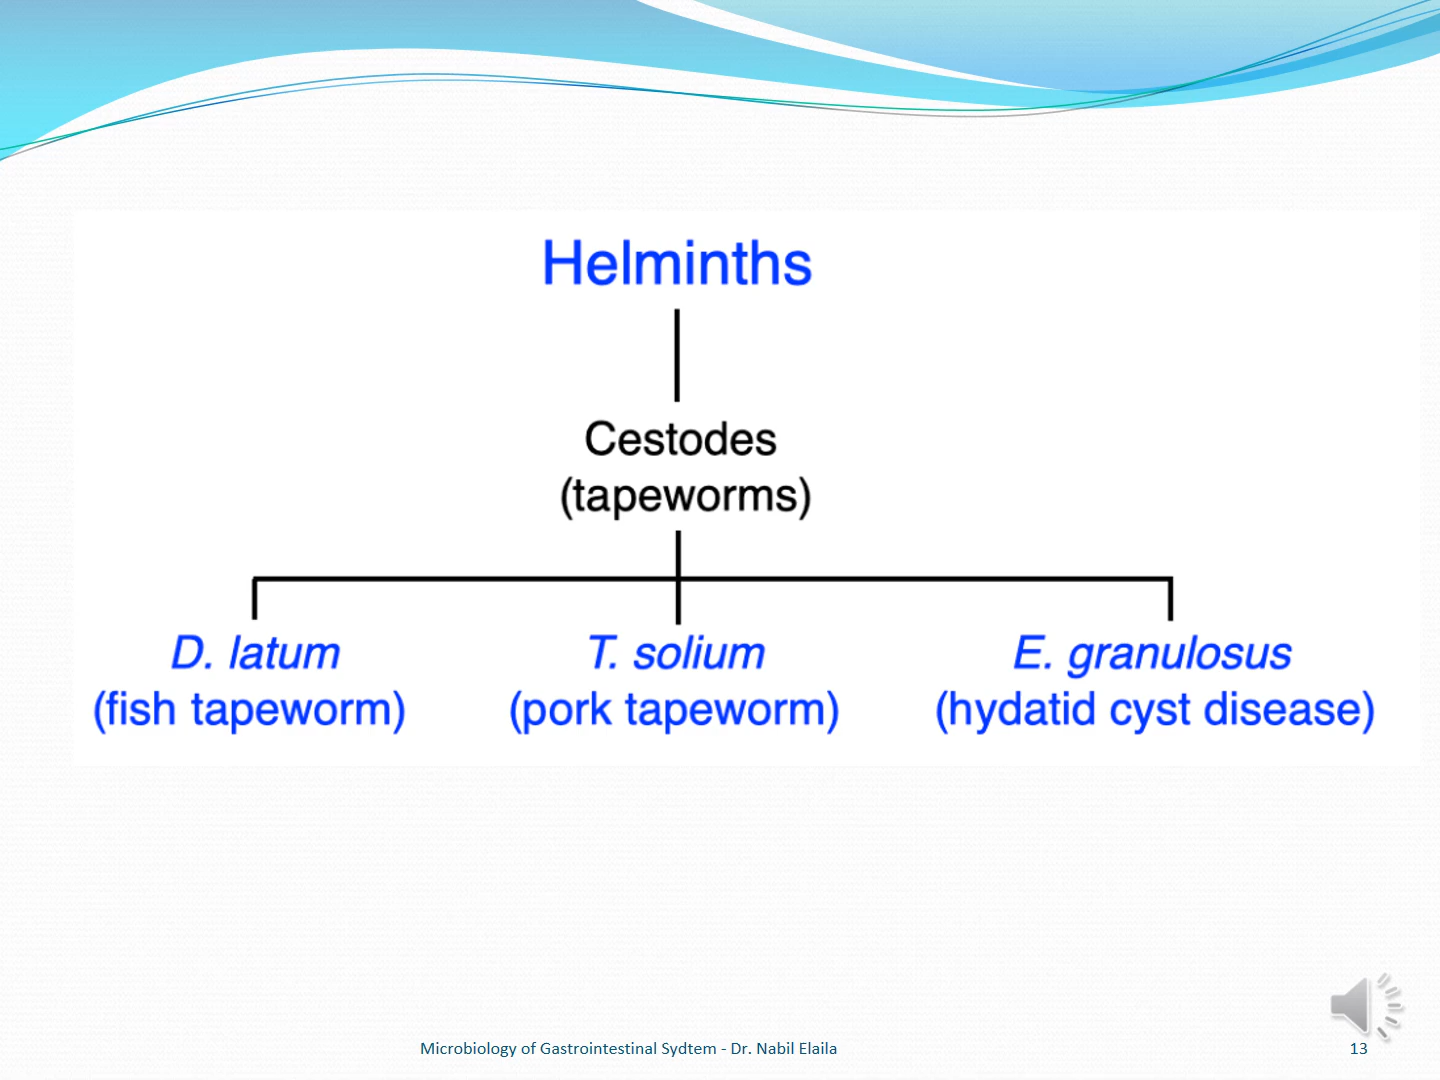 Helminths
Cestodes
(tapeworms)
D. latum
(fish tapeworm)
T. solium
(pork tapeworm)
E. granulosus
(hydatid cyst disease)
Microbiology of Gastrointestinal Sydtem - Dr. Nabil Elaila
13